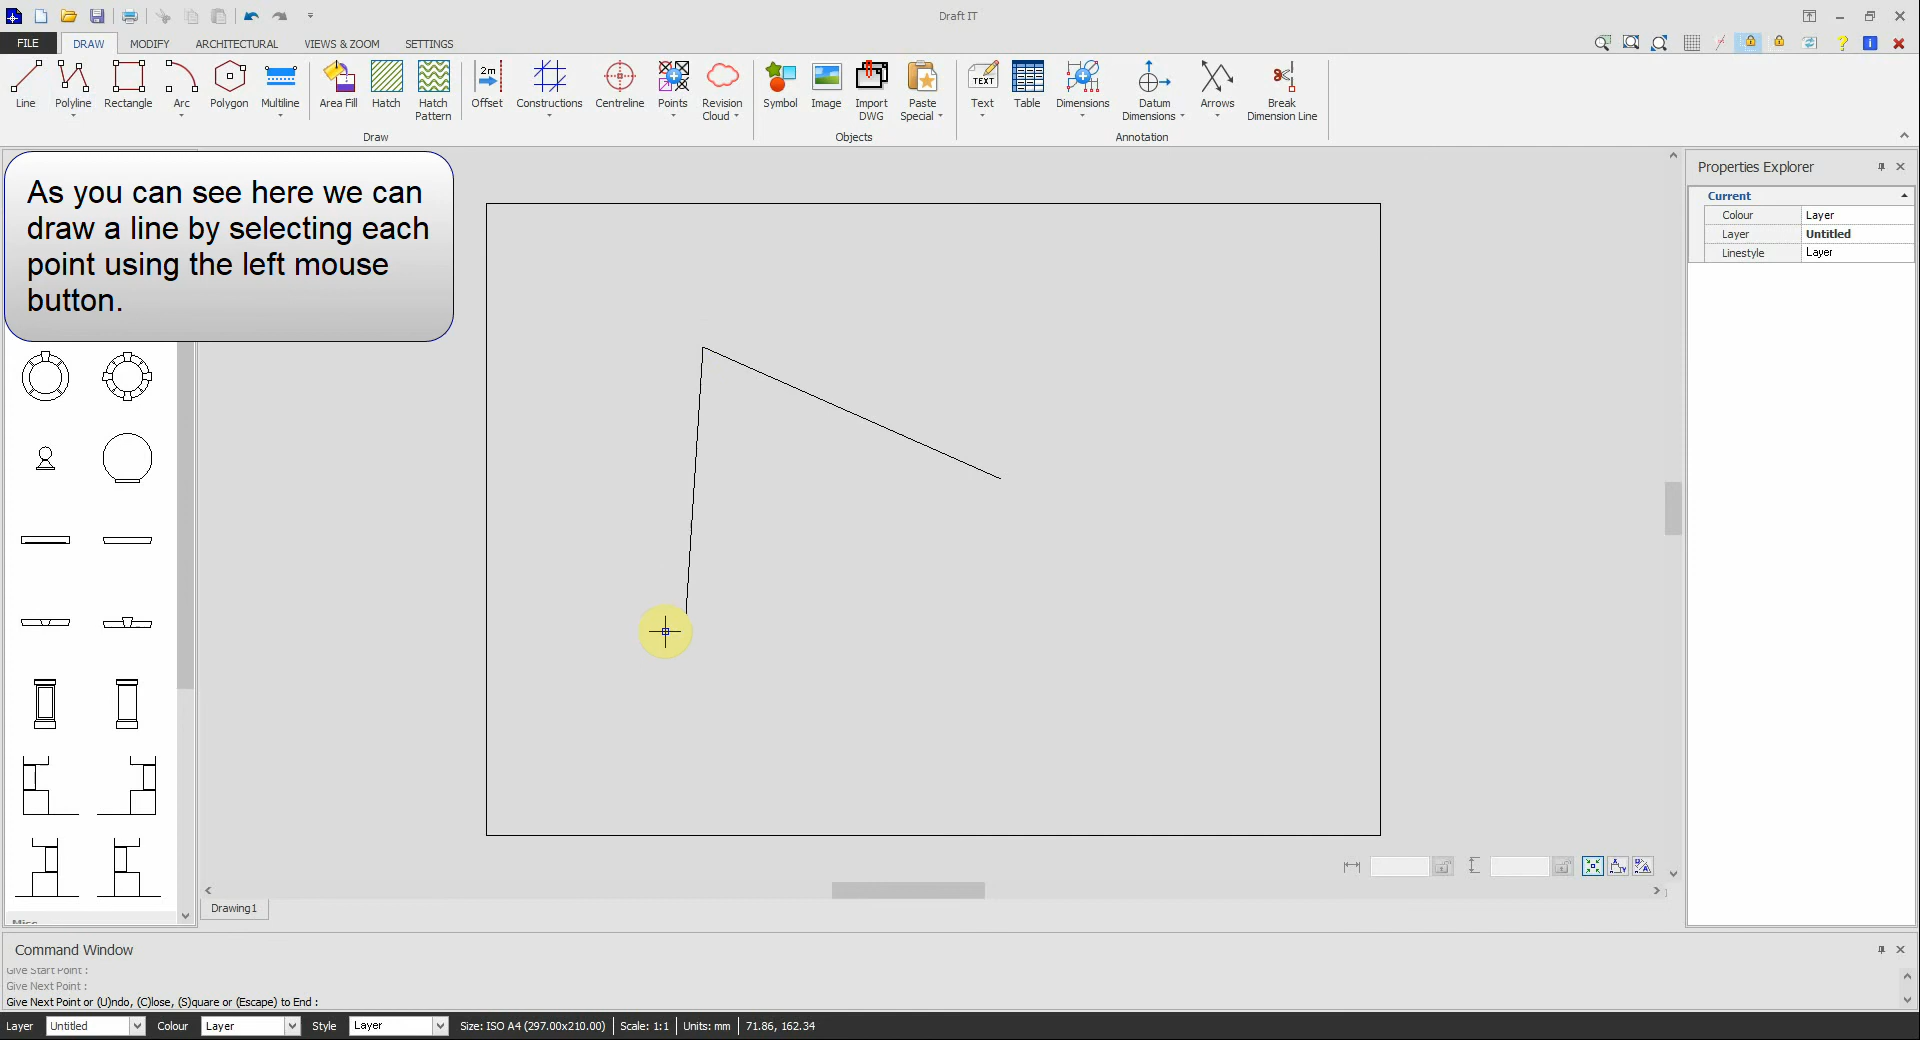 Draft IT
FILE
DRAW
MODIFY
ARCHITECTURAL
VIEWS & ZOOM
SETTINGS
Line
Polyline
Rectangle
Arc
Polygon
Multiline
Area Fill
Hatch
Hatch
Pattern
Offset
2m
Constructions
Centreline
Points
Revision
Cloud
Symbol
Image
Import
DWG
Paste
Special
TEXT
Text
Table
Dimensions
Datum
Dimensions
Arrows
Break
Dimension Line
Draw
Objects
Annotation
As you can see here we can
draw a line by selecting each
point using the left mouse
button.
Properties Explorer
Current
Colour Layer
Layer Untitled
Linestyle Layer
Misc
Drawing1
Command Window
Give Start Point :
Give Next Point :
Give Next Point or (U)ndo, (C)lose, (S)quare or (Escape) to End :
Layer Untitled Colour Layer Style Layer Size: ISO A4 (297.00x210.00) Scale: 1:1 Units: mm 71.86, 162.34